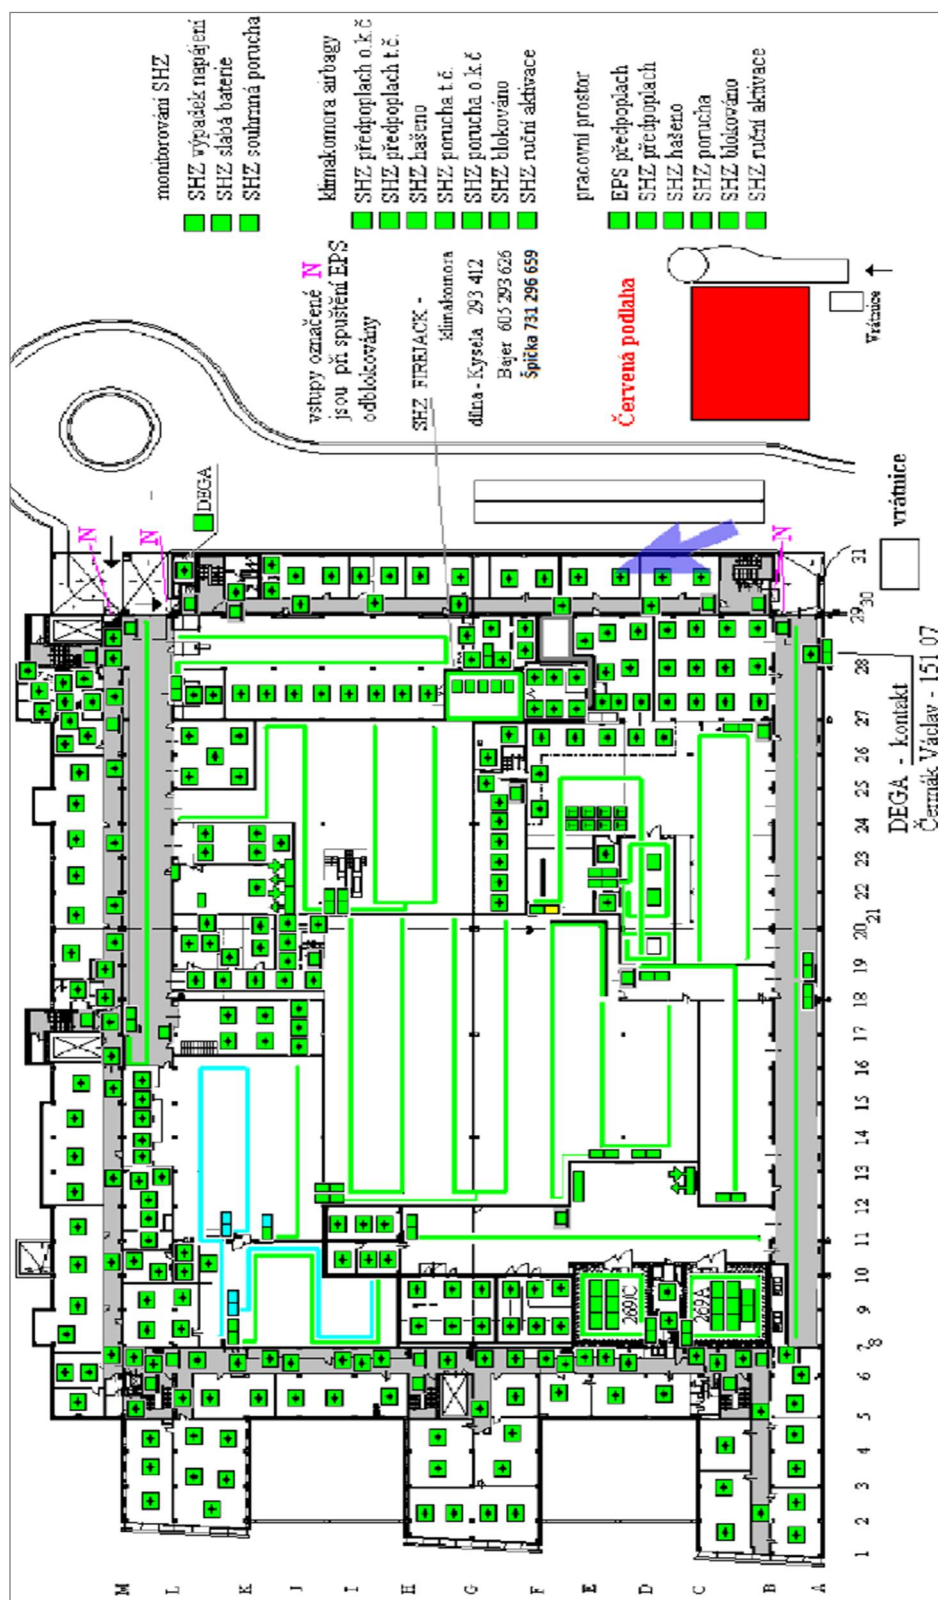 monitorování SHZ
SHZ výpadek napájení
SHZ slabá baterie
SHZ souhrnná porucha
klimakomora airbagy
SHZ předpoplach o.k.č
SHZ předpoplach t.č.
SHZ hašeno
SHZ porucha t.č.
SHZ porucha o.k.č
SHZ blokováno
SHZ ruční aktivace
pracovní prostor
EPS předpoplach
SHZ předpoplach
SHZ hašeno
SHZ porucha
SHZ blokováno
SHZ ruční aktivace
vstupy označené N
jsou při spuštění EPS
odblokovány
SHZ FIREJACK -
klimakomora
dílna - Kysela 293 412
Bajer 605 293 626
Špička 731 296 659
Červená podlaha
Vrátnice
DEGA
N
N
N
vrátnice
DEGA - kontakt
Čermák Václav - 151 07
269/C
269A
M
L
K
J
I
H
G
F
E
D
C
B
A
1
2
3
4
5
6
7
8
9
10
11
12
13
14
15
16
17
18
19
20
21
22
23
24
25
26
27
28
29
30
31